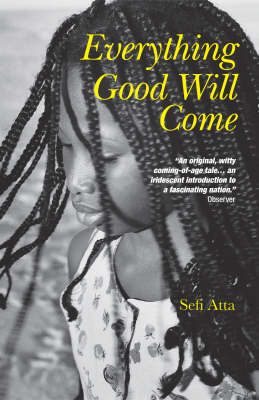 Everything
Good Will
Come
"An original, witty
coming-of-age tale... an
iridescent introduction to
a fascinating nation."
Observer
Sefi Atta